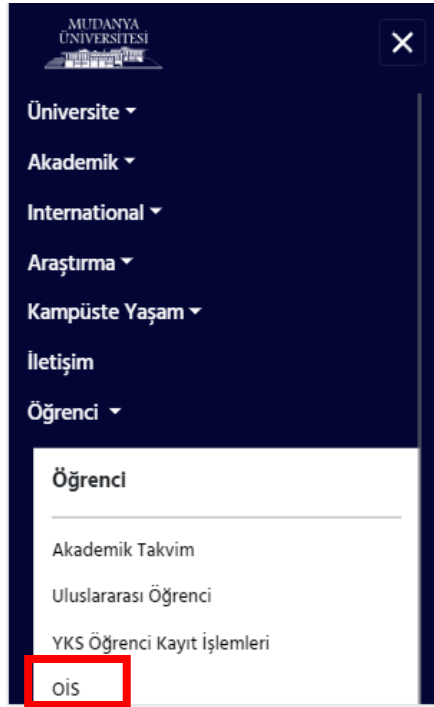 MUDANYA
ÜNİVERSİTESİ
Üniversite
Akademik
International
Araştırma
Kampüste Yaşam
İletişim
Öğrenci
Öğrenci
Akademik Takvim
Uluslararası Öğrenci
YKS Öğrenci Kayıt İşlemleri
OİS